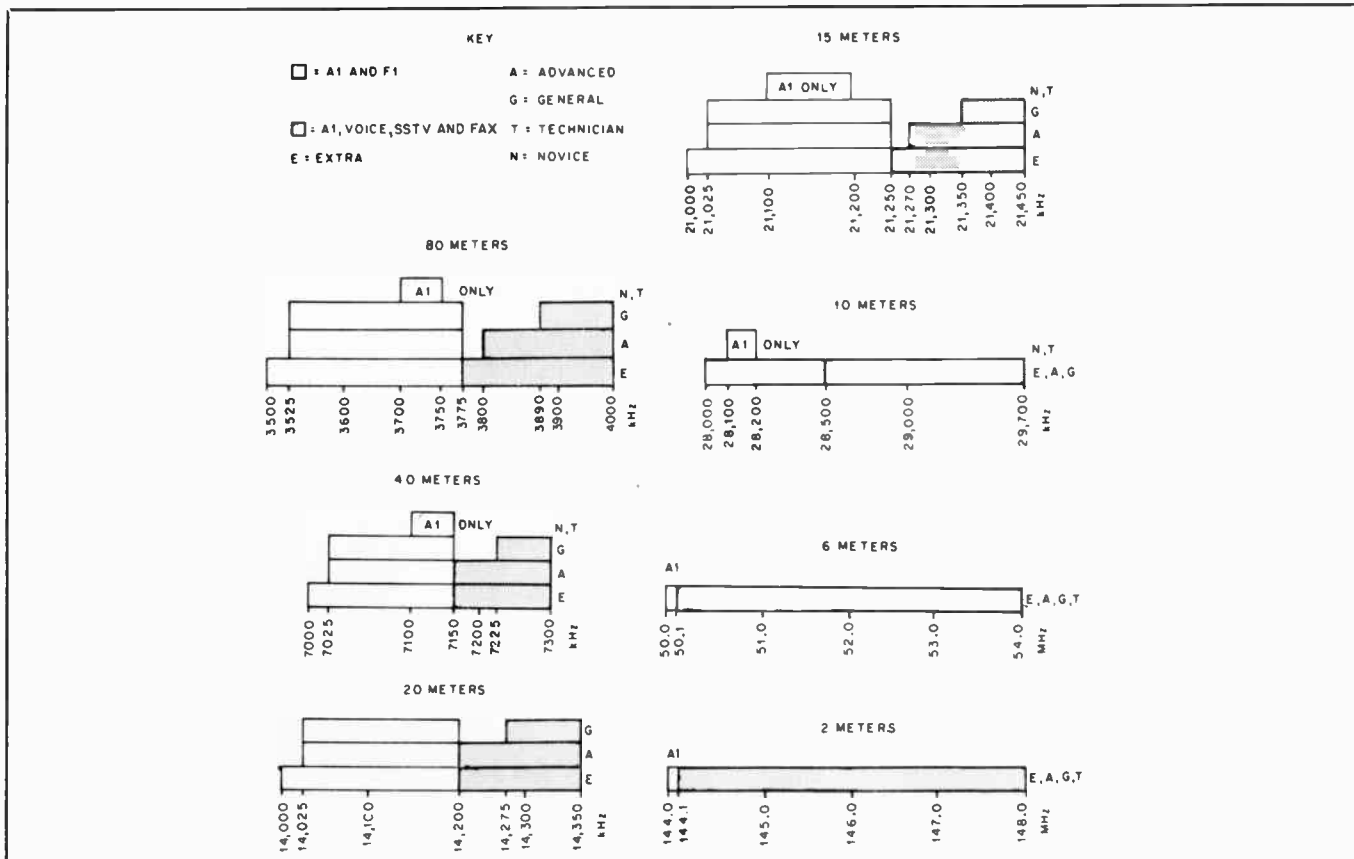 KEY
= A1 AND F1
A = ADVANCED
G = GENERAL
= A1, VOICE, SSTV AND FAX
T = TECHNICIAN
E = EXTRA
N = NOVICE
15 METERS
A1 ONLY
N, T
G
A
E
21,000 21,025 21,100 21,200 21,250 21,270 21,300 21,350 21,400 21,450 kHz
80 METERS
A1 ONLY
N, T
G
A
E
3500 3525 3600 3700 3750 3775 3800 3890 3900 4000 kHz
10 METERS
A1 ONLY
N, T
E, A, G
28,000 28,100 28,200 28,500 29,000 29,700 kHz
40 METERS
A1 ONLY
N, T
G
A
E
7000 7025 7100 7150 7200 7225 7300 kHz
6 METERS
A1
E, A, G, T
50.0 50.1 51.0 52.0 53.0 54.0 MHz
20 METERS
G
A
E
14,000 14,025 14,100 14,200 14,275 14,300 14,350 kHz
2 METERS
A1
E, A, G, T
144.0 144.1 145.0 146.0 147.0 148.0 MHz